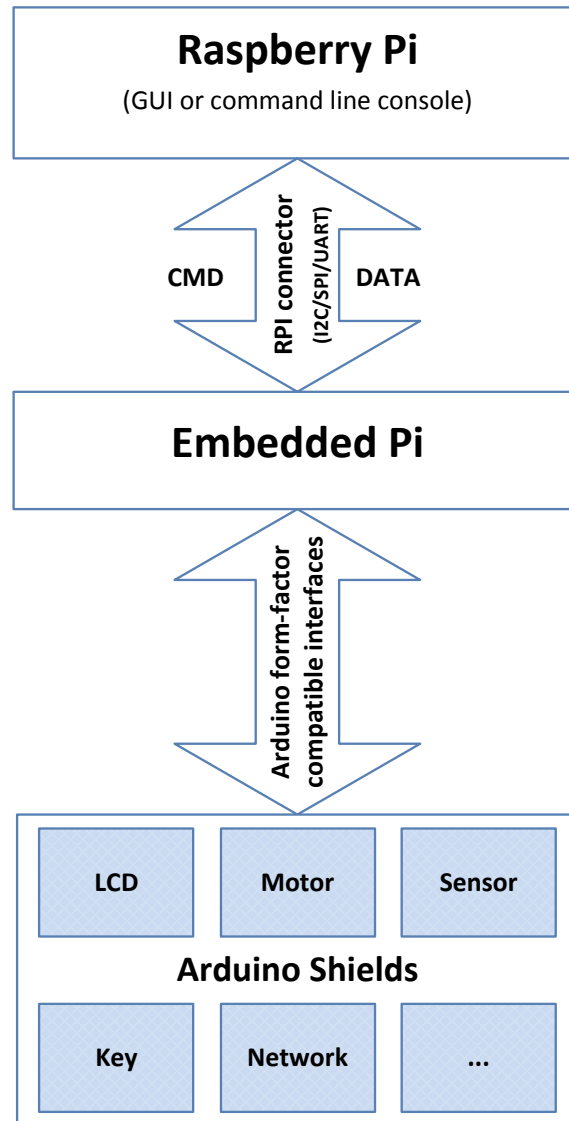 Raspberry Pi
(GUI or command line console)
CMD
RPI connector
(I2C/SPI/UART)
DATA
Embedded Pi
Arduino form-factor
compatible interfaces
LCD
Motor
Sensor
Arduino Shields
Key
Network
...